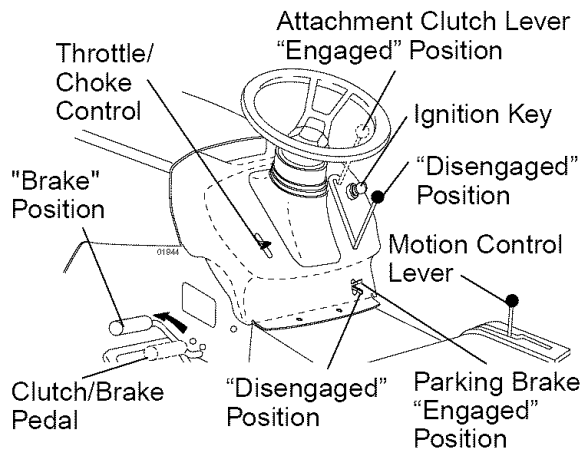 Attachment Clutch Lever
“Engaged” Position
Throttle/
Choke
Control
Ignition Key
"Brake"
Position
“Disengaged”
Position
Motion Control
Lever
01944
Clutch/Brake
Pedal
“Disengaged”
Position
Parking Brake
“Engaged”
Position